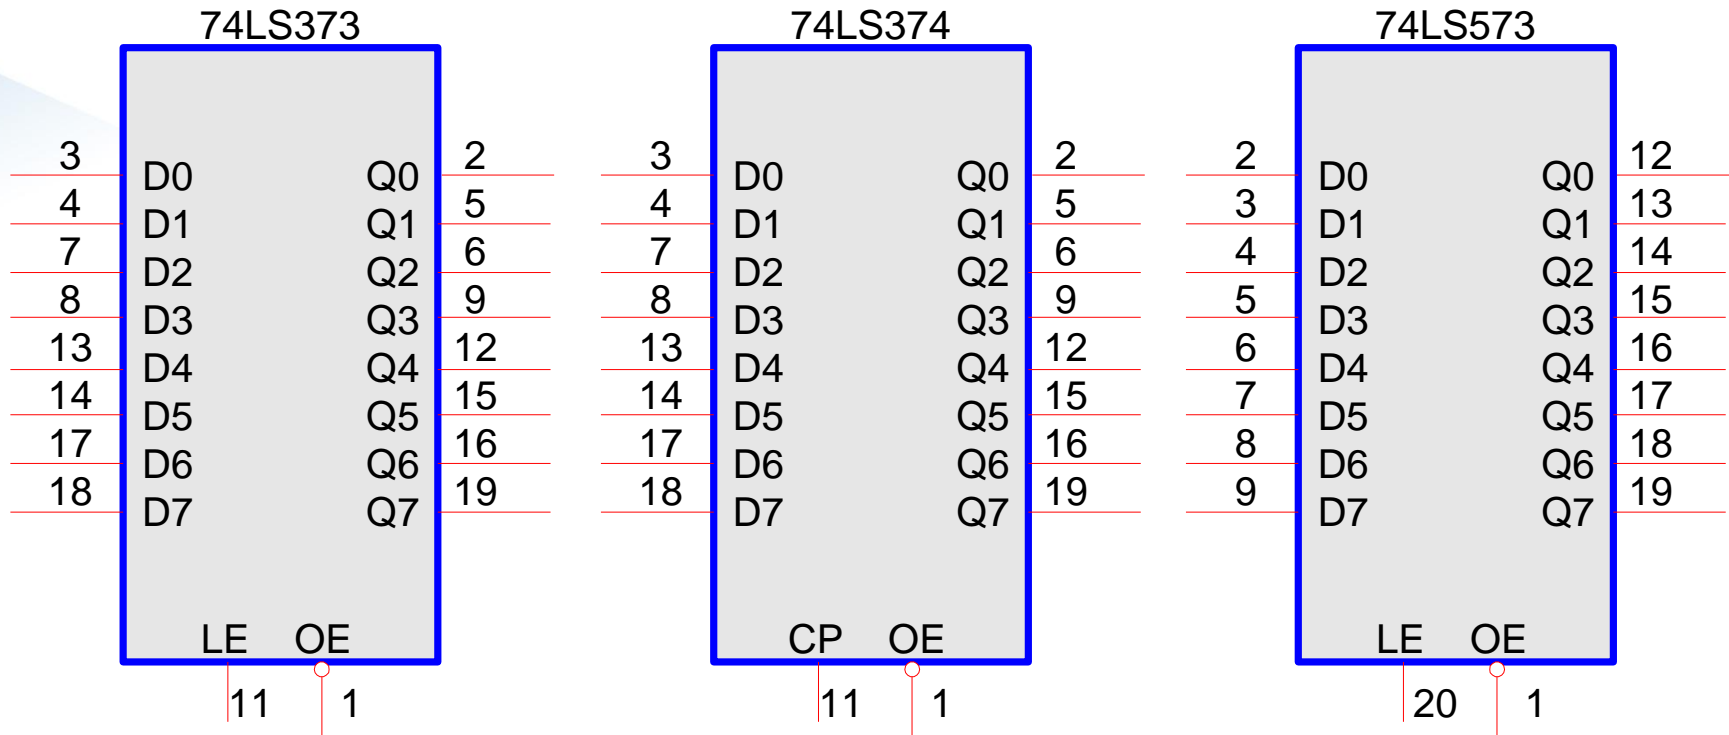 74LS373 74LS374 74LS573
3 D0 Q0 2 3 D0 Q0 2 2 D0 Q0 12
4 D1 Q1 5 4 D1 Q1 5 3 D1 Q1 13
7 D2 Q2 6 7 D2 Q2 6 4 D2 Q2 14
8 D3 Q3 9 8 D3 Q3 9 5 D3 Q3 15
13 D4 Q4 12 13 D4 Q4 12 6 D4 Q4 16
14 D5 Q5 15 14 D5 Q5 15 7 D5 Q5 17
17 D6 Q6 16 17 D6 Q6 16 8 D6 Q6 18
18 D7 Q7 19 18 D7 Q7 19 9 D7 Q7 19
LE OE CP OE LE OE
11 1 11 1 20 1